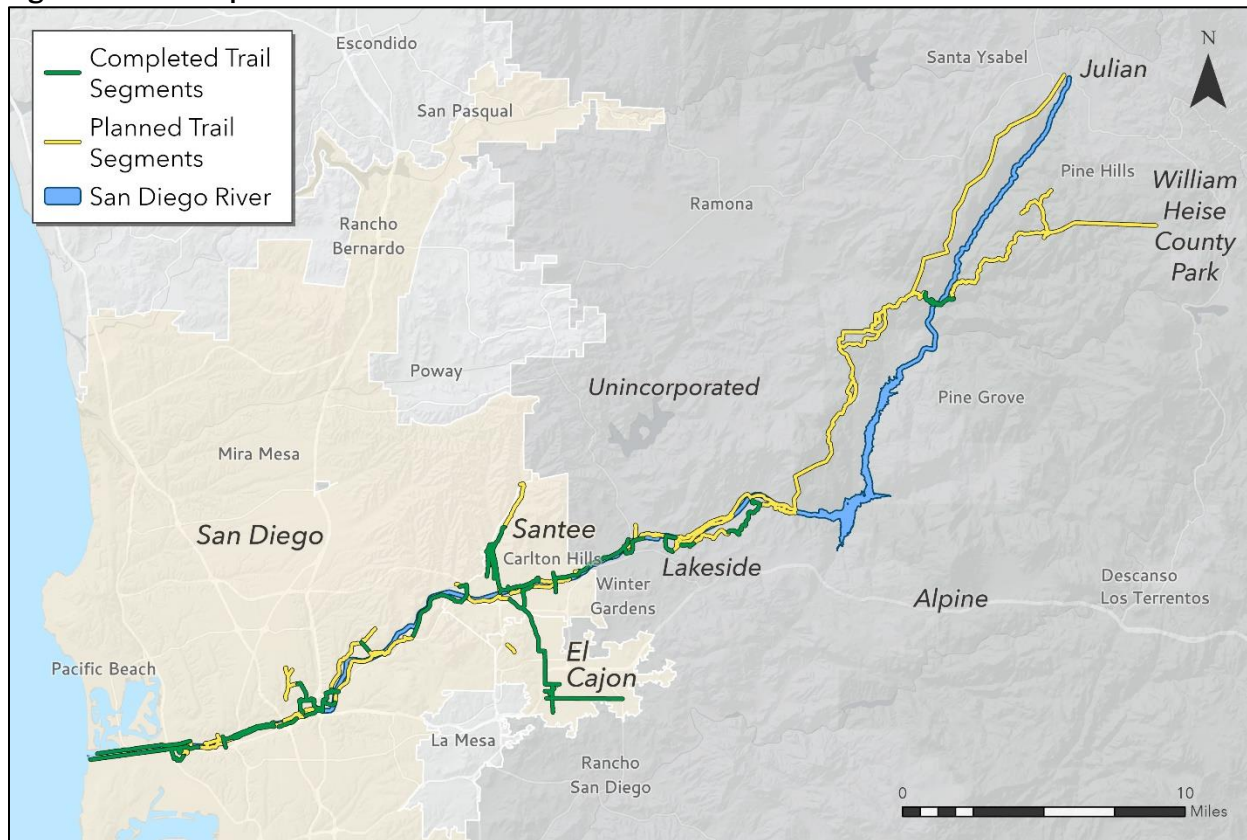 Completed Trail
Segments
Planned Trail
Segments
San Diego River
N
Escondido
Santa Ysabel
Julian
San Pasqual
Pine Hills
William
Heise
County
Park
Ramona
Rancho
Bernardo
Poway
Unincorporated
Pine Grove
Mira Mesa
San Diego
Santee
Carlton Hills
Lakeside
Winter
Gardens
Alpine
Descanso
Los Terrentos
El
Cajon
Pacific Beach
La Mesa
Rancho
San Diego
0
10
Miles